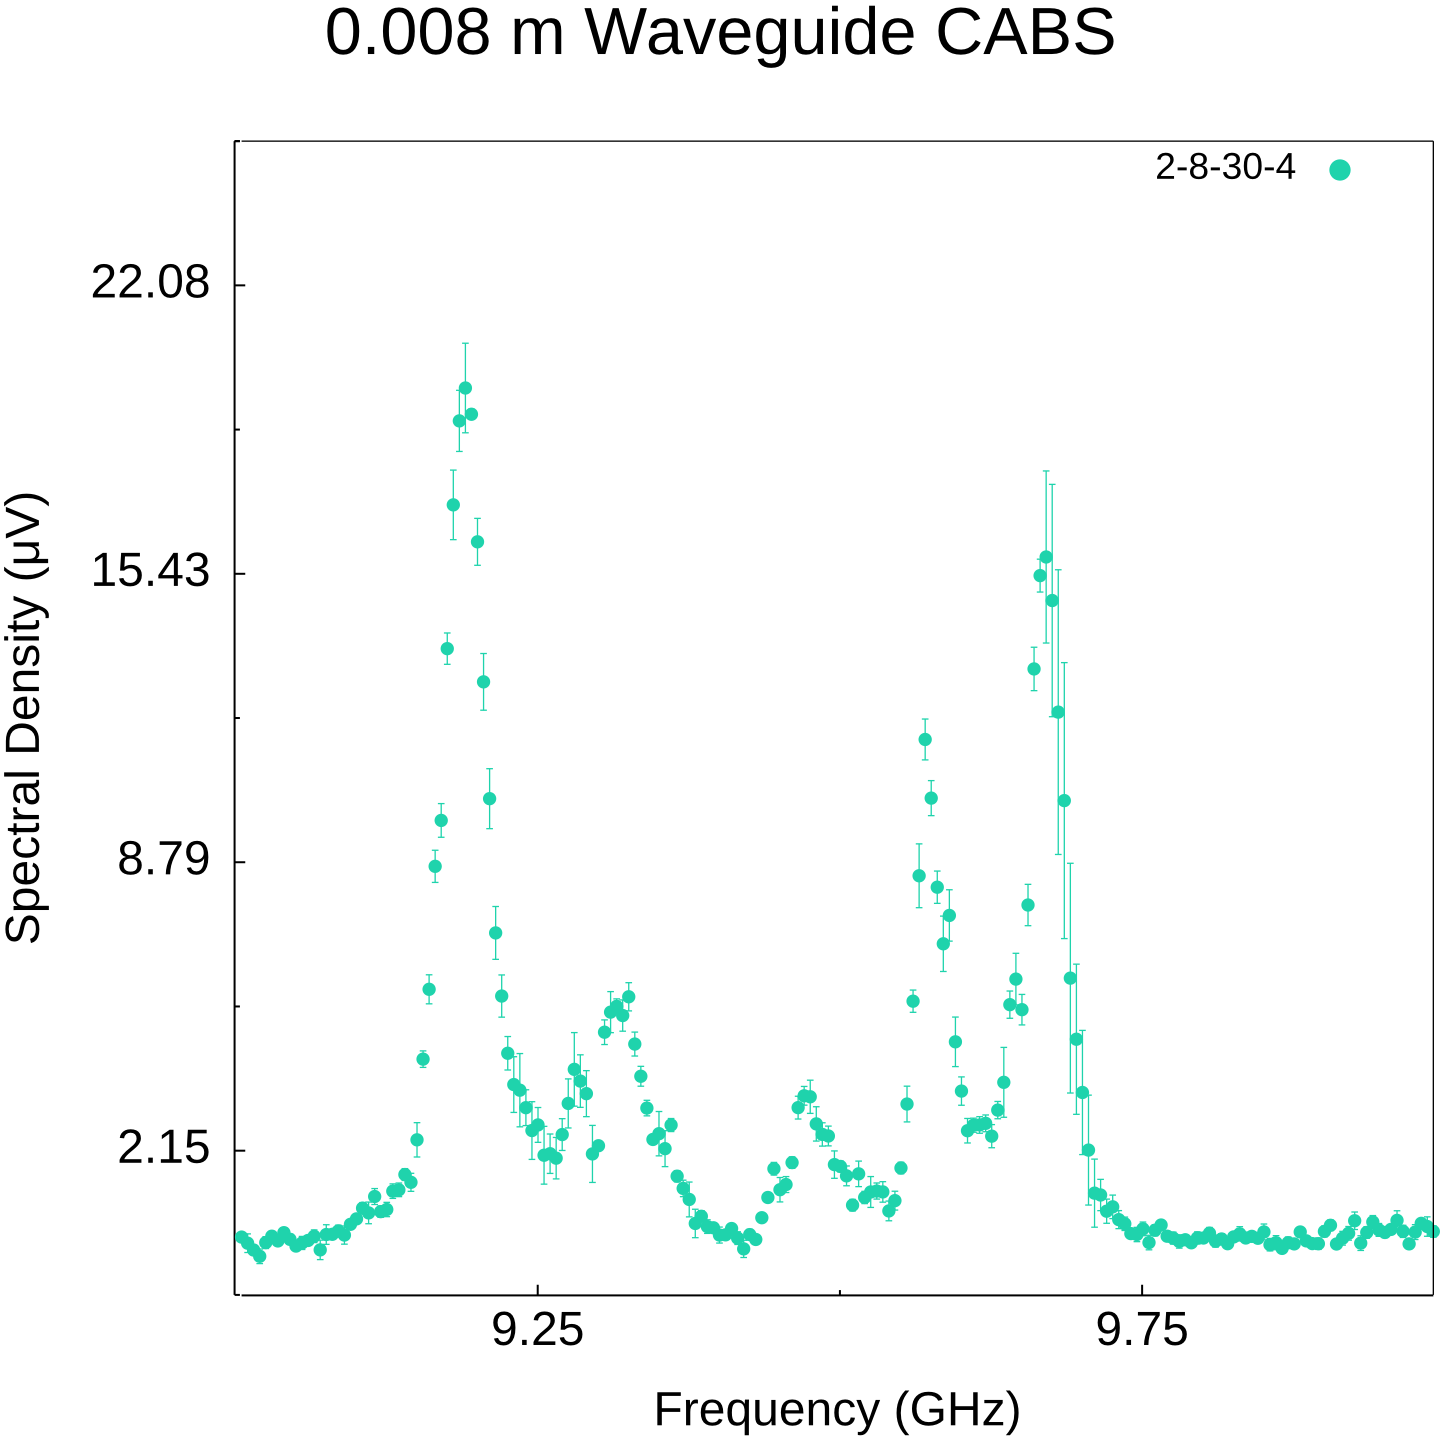 0.008 m Waveguide CABS
2-8-30-4
22.08
15.43
8.79
2.15
Spectral Density (μV)
9.25
9.75
Frequency (GHz)